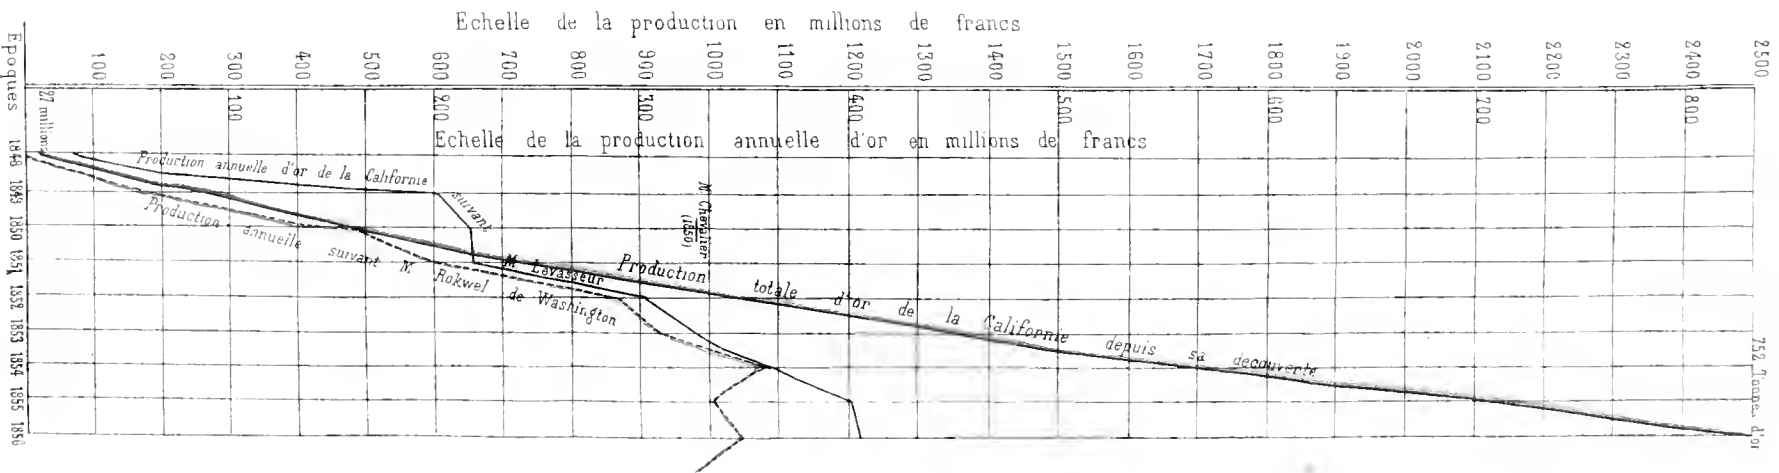 Echelle de la production en millions de francs
100 200 300 400 500 600 700 800 900 1000 1100 1200 1300 1400 1500 1600 1700 1800 1900 2000 2100 2200 2300 2400 2500
Epoques
27 millions 100 200 300 400 500 600 700 800
Echelle de la production annuelle d'or en millions de francs
1848
1849
1850
1851
1852
1853
1854
1855
1856
Production annuelle d'or de la Californie suivant M Levasseur
Production annuelle suivant M. Rokwel de Washington
M. Chevalier
(1850)
Production totale d'or de la Californie depuis sa decouverte
752 Tonns. d'or